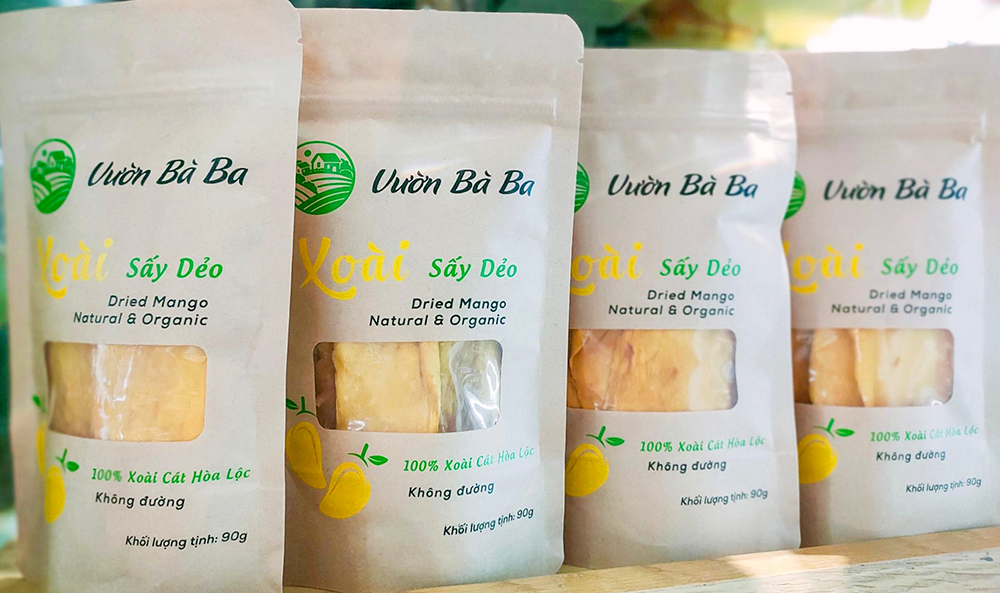 Vườn Bà Ba
Xoài Sấy Dẻo
Dried Mango
Natural & Organic
100% Xoài Cát Hòa Lộc
Không đường
Khối lượng tịnh: 90g
Vườn Bà Ba
Xoài Sấy Dẻo
Dried Mango
Natural & Organic
100% Xoài Cát Hòa Lộc
Không đường
Khối lượng tịnh: 90g
Vườn Bà Ba
Xoài Sấy Dẻo
Dried Mango
Natural & Organic
100% Xoài Cát Hòa Lộc
Không đường
Khối lượng tịnh: 90g
Vườn Bà Ba
Xoài Sấy Dẻo
Dried Mango
Natural & Organic
100% Xoài Cát Hòa Lộc
Không đường
Khối lượng tịnh: 90g